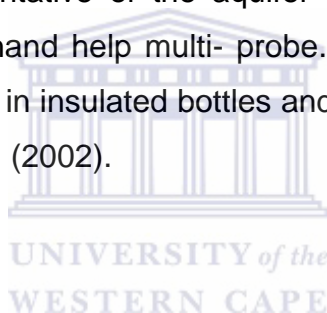 ntative of the aquifer
hand help multi- probe.
in insulated bottles and
(2002).
UNIVERSITY of the
WESTERN CAPE